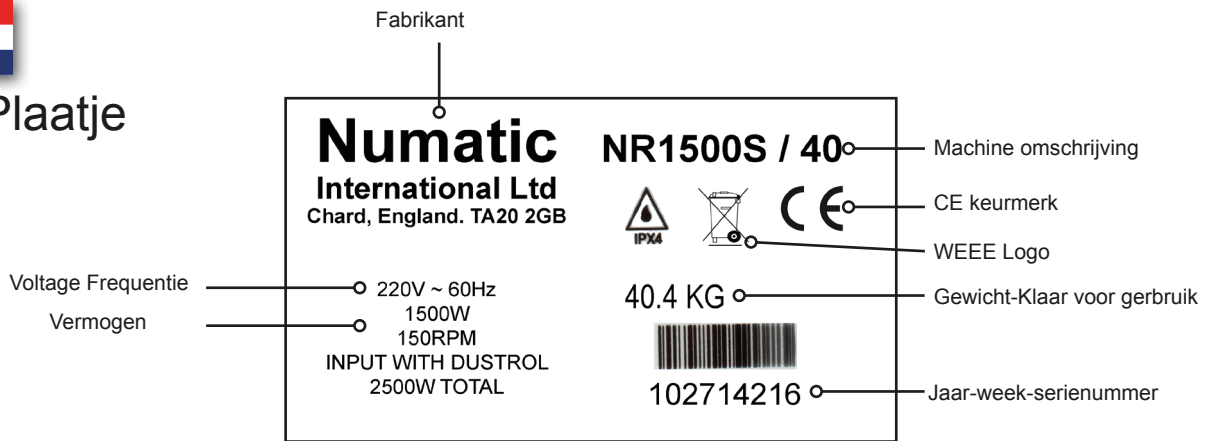 Fabrikant
Plaatje
Numatic
International Ltd
Chard, England. TA20 2GB
NR1500S / 40
Machine omschrijving
IPX4
CE
CE keurmerk
WEEE Logo
Voltage Frequentie
Vermogen
220V ~ 60Hz
1500W
150RPM
INPUT WITH DUSTROL
2500W TOTAL
40.4 KG
Gewicht-Klaar voor gerbruik
102714216
Jaar-week-serienummer